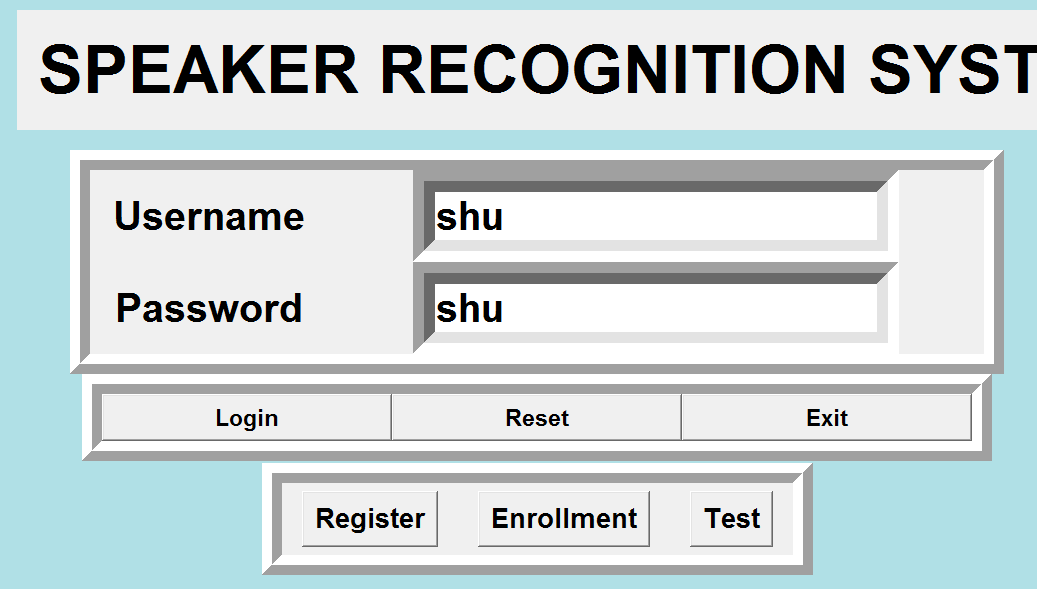 SPEAKER RECOGNITION SYST
Username shu
Password shu
Login Reset Exit
Register Enrollment Test